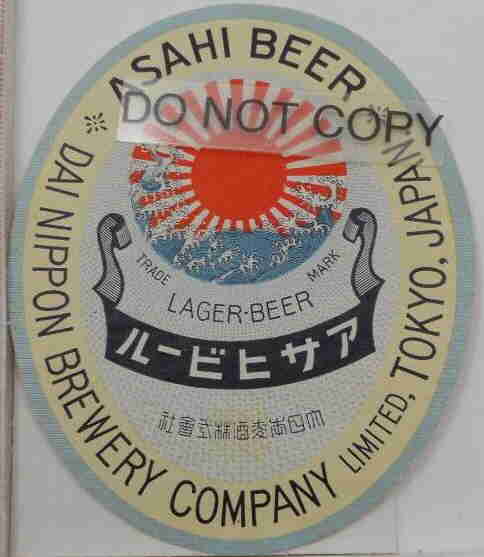 ASAHI BEER
DO NOT COPY
DAI NIPPON BREWERY COMPANY LIMITED, TOKYO, JAPAN
TRADE MARK
LAGER-BEER
ルービヒサア
社會式株酒麥本日大